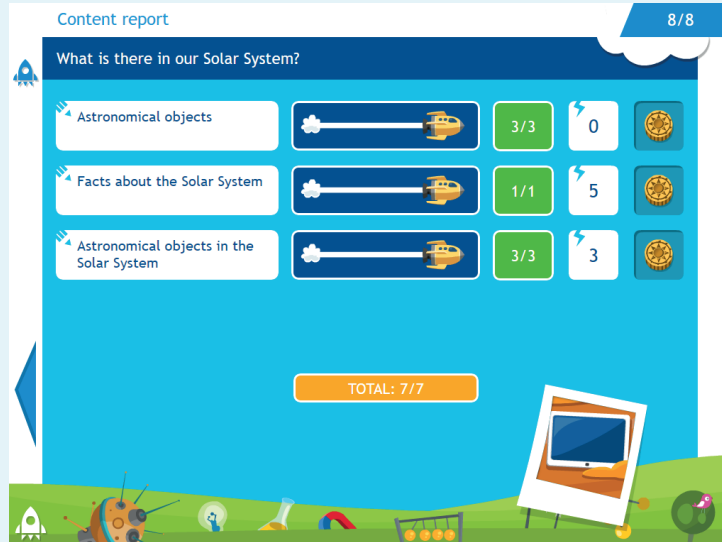 Content report
8/8
What is there in our Solar System?
Astronomical objects
3/3
0
Facts about the Solar System
1/1
5
Astronomical objects in the
Solar System
3/3
3
TOTAL: 7/7